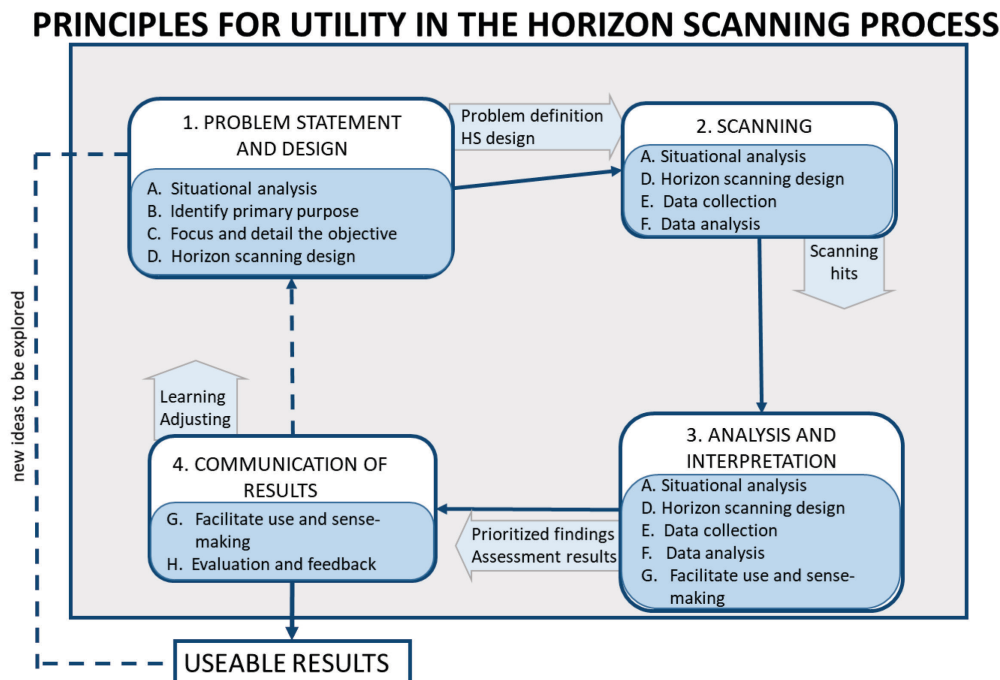 PRINCIPLES FOR UTILITY IN THE HORIZON SCANNING PROCESS
1. PROBLEM STATEMENT
AND DESIGN
A. Situational analysis
B. Identify primary purpose
C. Focus and detail the objective
D. Horizon scanning design
Problem definition
HS design
2. SCANNING
A. Situational analysis
D. Horizon scanning design
E. Data collection
F. Data analysis
Scanning
hits
3. ANALYSIS AND
INTERPRETATION
A. Situational analysis
D. Horizon scanning design
E. Data collection
F. Data analysis
G. Facilitate use and sense-
making
Prioritized findings
Assessment results
4. COMMUNICATION OF
RESULTS
G. Facilitate use and sense-
making
H. Evaluation and feedback
Learning
Adjusting
USEABLE RESULTS
new ideas to be explored